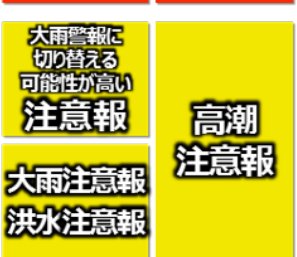 大雨警報に
切り替える
可能性が高い
注意報
高潮
注意報
大雨注意報
洪水注意報